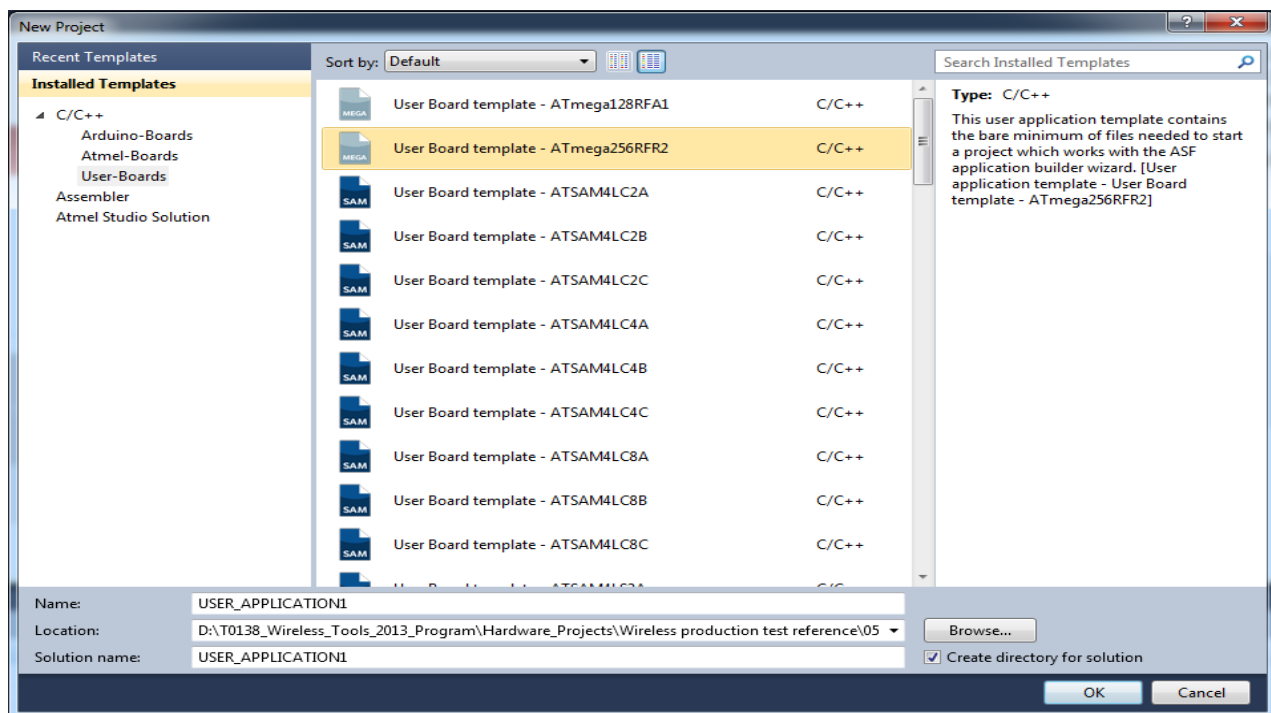 New Project
?
X
Recent Templates
Installed Templates
C/C++
Arduino-Boards
Atmel-Boards
User-Boards
Assembler
Atmel Studio Solution
Sort by: Default
MEGA User Board template - ATmega128RFA1 C/C++
MEGA User Board template - ATmega256RFR2 C/C++
SAM User Board template - ATSAM4LC2A C/C++
SAM User Board template - ATSAM4LC2B C/C++
SAM User Board template - ATSAM4LC2C C/C++
SAM User Board template - ATSAM4LC4A C/C++
SAM User Board template - ATSAM4LC4B C/C++
SAM User Board template - ATSAM4LC4C C/C++
SAM User Board template - ATSAM4LC8A C/C++
SAM User Board template - ATSAM4LC8B C/C++
SAM User Board template - ATSAM4LC8C C/C++
Search Installed Templates
Type: C/C++
This user application template contains
the bare minimum of files needed to start
a project which works with the ASF
application builder wizard. [User
application template - User Board
template - ATmega256RFR2]
Name: USER_APPLICATION1
Location: D:\T0138_Wireless_Tools_2013_Program\Hardware_Projects\Wireless production test reference\05
Browse...
Solution name: USER_APPLICATION1
Create directory for solution
OK
Cancel